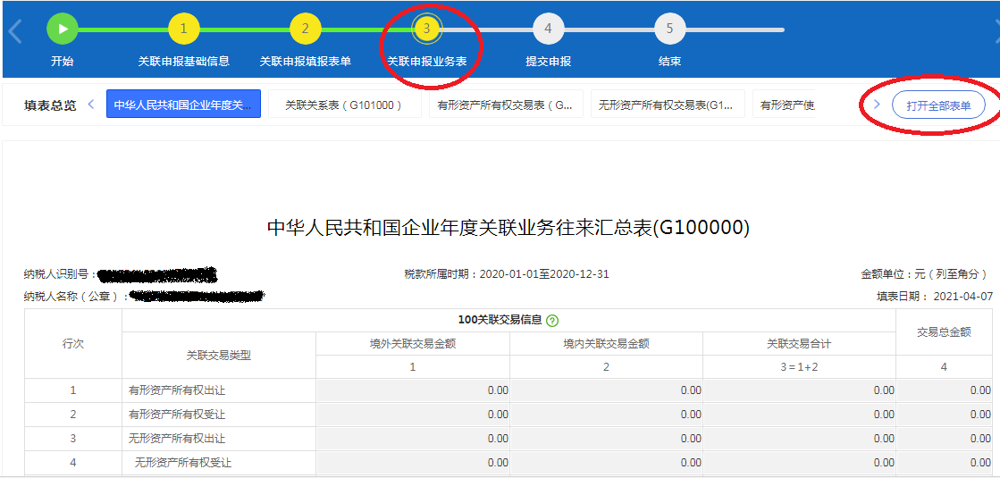 1 2 3 4 5
开始 关联申报基础信息 关联申报填报表单 关联申报业务表 提交申报 结束
填表总览 中华人民共和国企业年度关... 关联关系表（G101000） 有形资产所有权交易表（G... 无形资产所有权交易表(G1... 有形资产使 打开全部表单
中华人民共和国企业年度关联业务往来汇总表(G100000)
纳税人识别号： 税款所属时期：2020-01-01至2020-12-31 金额单位：元（列至角分）
纳税人名称（公章）： 填表日期： 2021-04-07
行次 100关联交易信息 ? 交易总金额
关联交易类型 境外关联交易金额 境内关联交易金额 关联交易合计
1 2 3 = 1+2 4
1 有形资产所有权出让 0.00 0.00 0.00 0.00
2 有形资产所有权受让 0.00 0.00 0.00 0.00
3 无形资产所有权出让 0.00 0.00 0.00 0.00
4 无形资产所有权受让 0.00 0.00 0.00 0.00